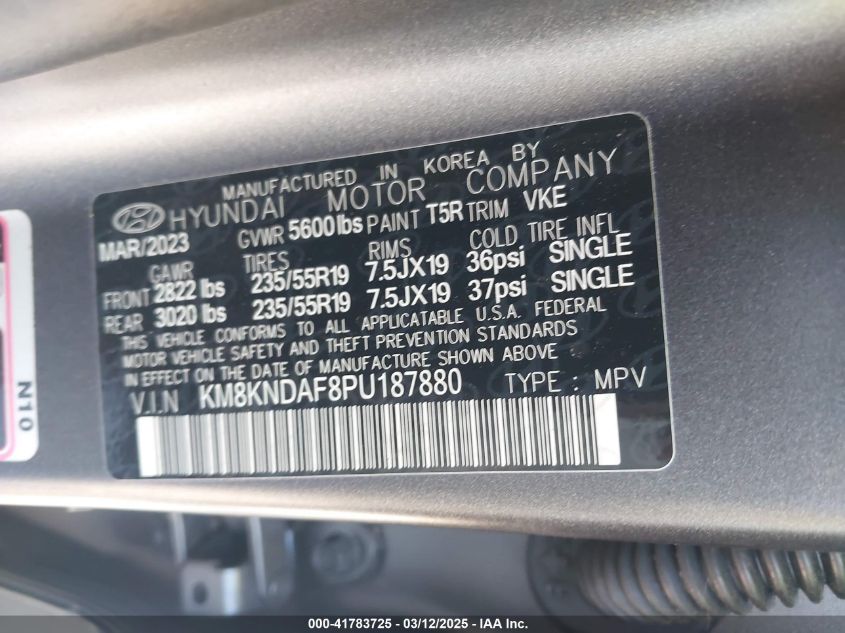 MANUFACTURED IN KOREA BY
HYUNDAI MOTOR COMPANY
MAR/2023 GVWR 5600lbs PAINT T5R TRIM VKE
GAWR TIRES RIMS COLD TIRE INFL
FRONT 2822 lbs 235/55R19 7.5JX19 36psi SINGLE
REAR 3020 lbs 235/55R19 7.5JX19 37psi SINGLE
THIS VEHICLE CONFORMS TO ALL APPLICATABLE U.S.A. FEDERAL
MOTOR VEHICLE SAFETY AND THEFT PREVENTION STANDARDS
IN EFFECT ON THE DATE OF MANUFACTURE SHOWN ABOVE
V.I.N KM8KNDAF8PU187880 TYPE : MPV
N10
000-41783725 - 03/12/2025 - IAA Inc.